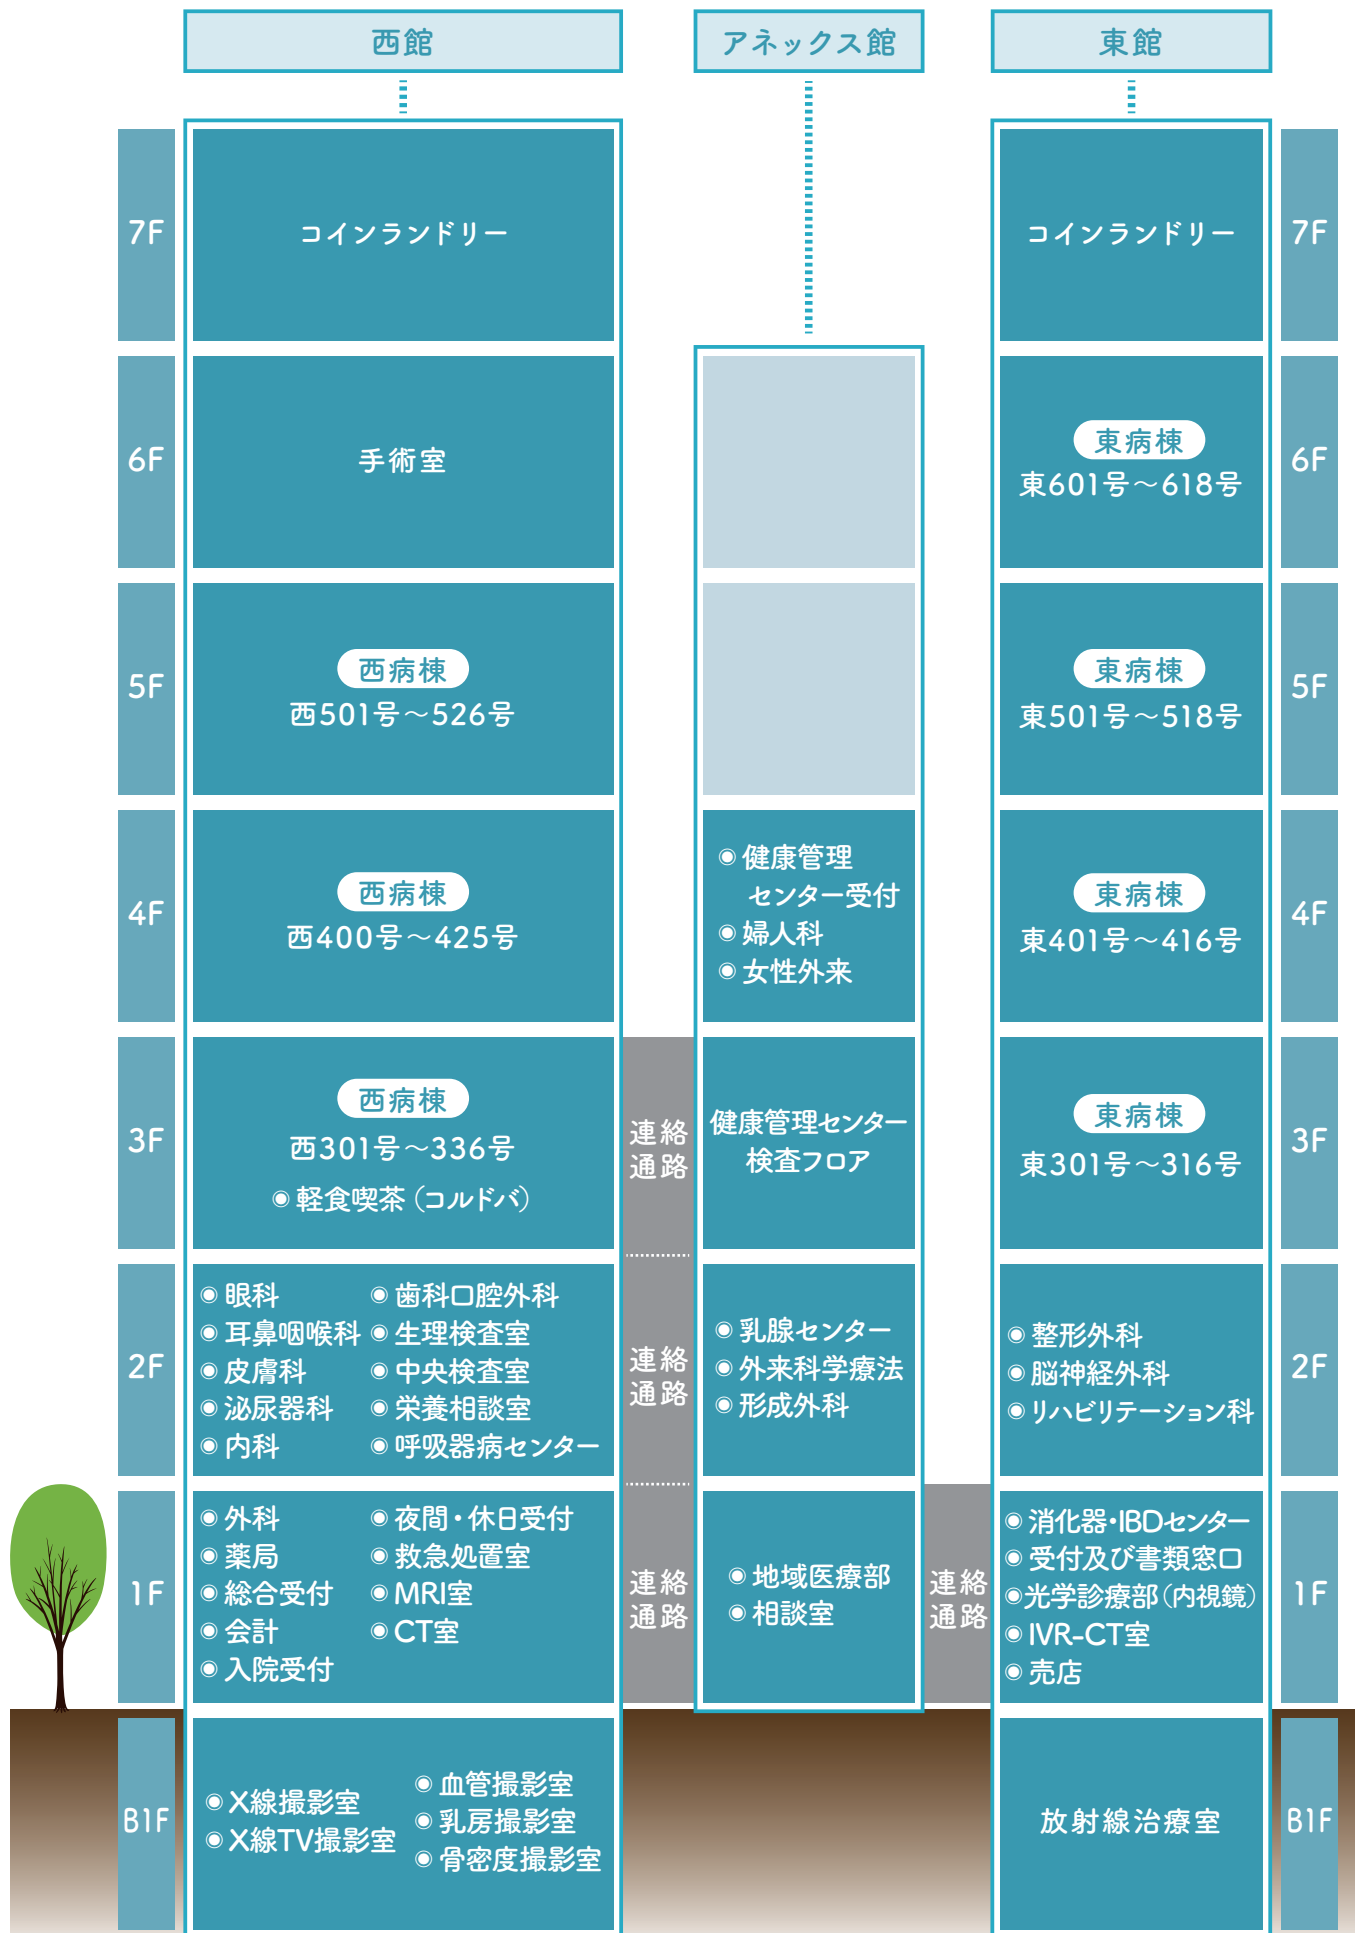 西館
アネックス館
東館
7F
コインランドリー
コインランドリー
7F
6F
手術室
東病棟
東601号～618号
6F
5F
西病棟
西501号～526号
東病棟
東501号～518号
5F
4F
西病棟
西400号～425号
◉健康管理
センター受付
◉婦人科
◉女性外来
東病棟
東401号～416号
4F
3F
西病棟
西301号～336号
◉軽食喫茶（コルドバ）
連絡
通路
健康管理センター
検査フロア
東病棟
東301号～316号
3F
2F
◉眼科
◉耳鼻咽喉科
◉皮膚科
◉泌尿器科
◉内科
◉歯科口腔外科
◉生理検査室
◉中央検査室
◉栄養相談室
◉呼吸器病センター
連絡
通路
◉乳腺センター
◉外来科学療法
◉形成外科
◉整形外科
◉脳神経外科
◉リハビリテーション科
2F
1F
◉外科
◉薬局
◉総合受付
◉会計
◉入院受付
◉夜間・休日受付
◉救急処置室
◉MRI室
◉CT室
連絡
通路
◉地域医療部
◉相談室
連絡
通路
◉消化器・IBDセンター
◉受付及び書類窓口
◉光学診療部（内視鏡）
◉IVR-CT室
◉売店
1F
B1F
◉X線撮影室
◉X線TV撮影室
◉血管撮影室
◉乳房撮影室
◉骨密度撮影室
放射線治療室
B1F